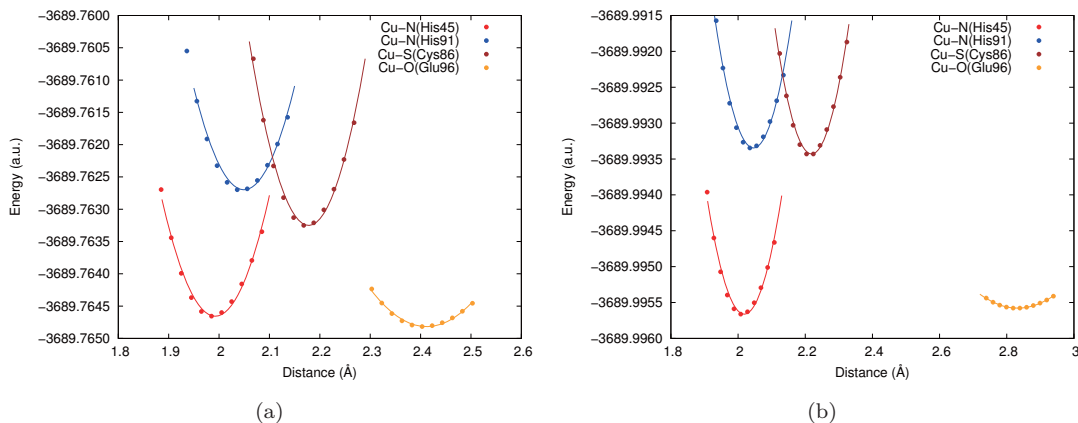 −3689.7600
−3689.7605
−3689.7610
−3689.7615
−3689.7620
−3689.7625
−3689.7630
−3689.7635
−3689.7640
−3689.7645
−3689.7650
Energy (a.u.)
1.8 1.9 2 2.1 2.2 2.3 2.4 2.5 2.6
Distance (Å)
Cu−N(His45)
Cu−N(His91)
Cu−S(Cys86)
Cu−O(Glu96)
(a)
−3689.9915
−3689.9920
−3689.9925
−3689.9930
−3689.9935
−3689.9940
−3689.9945
−3689.9950
−3689.9955
−3689.9960
Energy (a.u.)
1.8 2 2.2 2.4 2.6 2.8 3
Distance (Å)
Cu−N(His45)
Cu−N(His91)
Cu−S(Cys86)
Cu−O(Glu96)
(b)